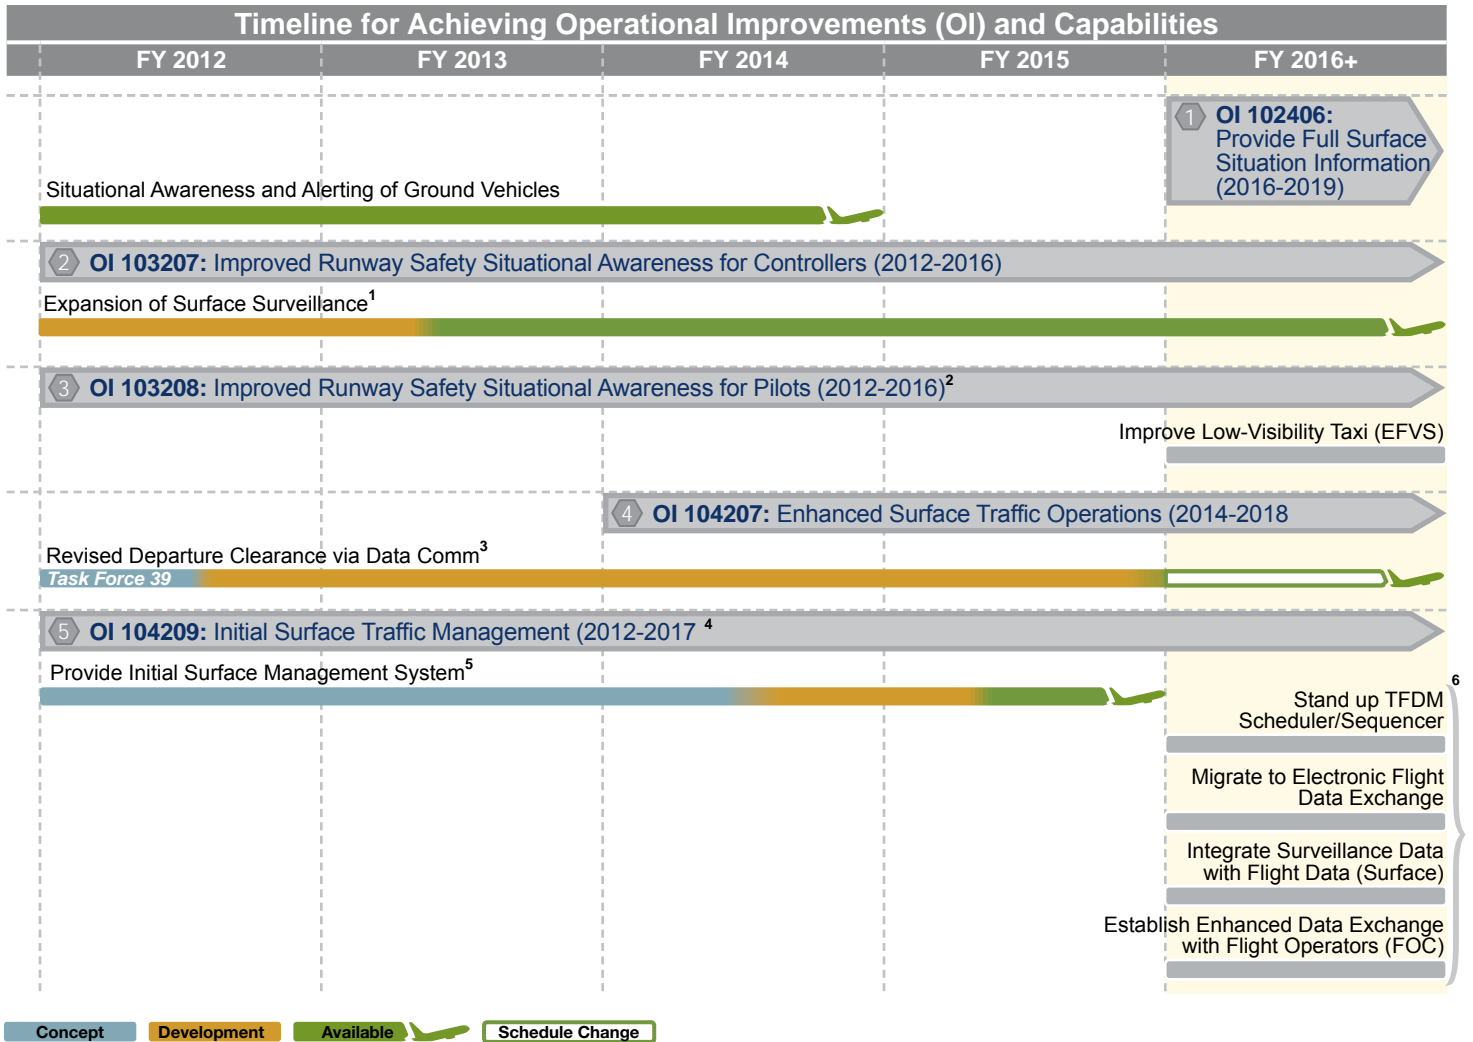 Timeline for Achieving Operational Improvements (OI) and Capabilities
FY 2012 FY 2013 FY 2014 FY 2015 FY 2016+
1 OI 102406:
Provide Full Surface
Situation Information
(2016-2019)
Situational Awareness and Alerting of Ground Vehicles
2 OI 103207: Improved Runway Safety Situational Awareness for Controllers (2012-2016)
Expansion of Surface Surveillance1
3 OI 103208: Improved Runway Safety Situational Awareness for Pilots (2012-2016)2
Improve Low-Visibility Taxi (EFVS)
4 OI 104207: Enhanced Surface Traffic Operations (2014-2018
Revised Departure Clearance via Data Comm3
Task Force 39
5 OI 104209: Initial Surface Traffic Management (2012-2017 4
Provide Initial Surface Management System5
6
Stand up TFDM
Scheduler/Sequencer
Migrate to Electronic Flight
Data Exchange
Integrate Surveillance Data
with Flight Data (Surface)
Establish Enhanced Data Exchange
with Flight Operators (FOC)
Concept Development Available Schedule Change